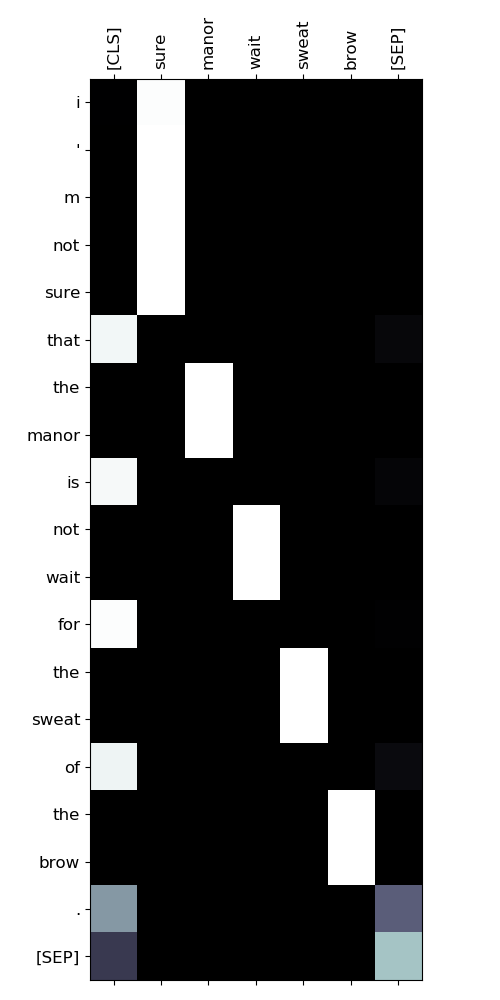 [CLS] sure manor wait sweat brow [SEP]
i
'
m
not
sure
that
the
manor
is
not
wait
for
the
sweat
of
the
brow
.
[SEP]